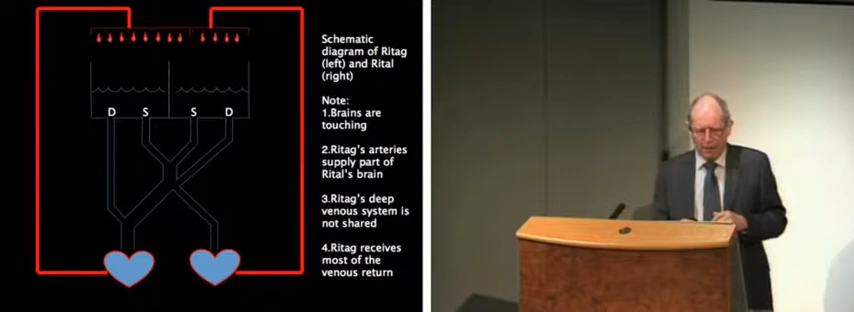 Schematic
diagram of Ritag
(left) and Rital
(right)
Note:
1.Brains are
touching
2.Ritag's arteries
supply part of
Rital's brain
3.Ritag's deep
venous system is
not shared
4.Ritag receives
most of the
venous return
D S S D